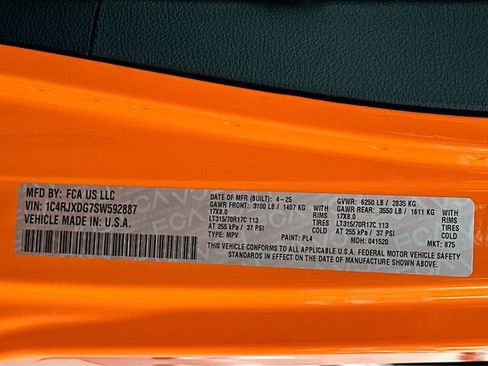 MFD BY: FCA US LLC
VIN: 1C4RJXDG7SW592887
VEHICLE MADE IN: U.S.A.
DATE OF MFR (BUILT): 4-25 GVWR: 6250 LB / 2835 KG
GAWR FRONT: 3100 LB / 1407 KG WITH GAWR REAR: 3550 LB / 1611 KG WITH
17X8.0 TIRES 17X8.0 TIRES
LT315/70R17C 113 RIMS LT315/70R17C 113 RIMS
AT 255 kPa / 37 PSI COLD AT 255 kPa / 37 PSI COLD
TYPE: MPV PAINT: PL4 MDH: 041520 MKT: 875
THIS VEHICLE CONFORMS TO ALL APPLICABLE U.S.A. FEDERAL MOTOR VEHICLE SAFETY
STANDARDS IN EFFECT ON THE DATE OF MANUFACTURE SHOWN ABOVE.